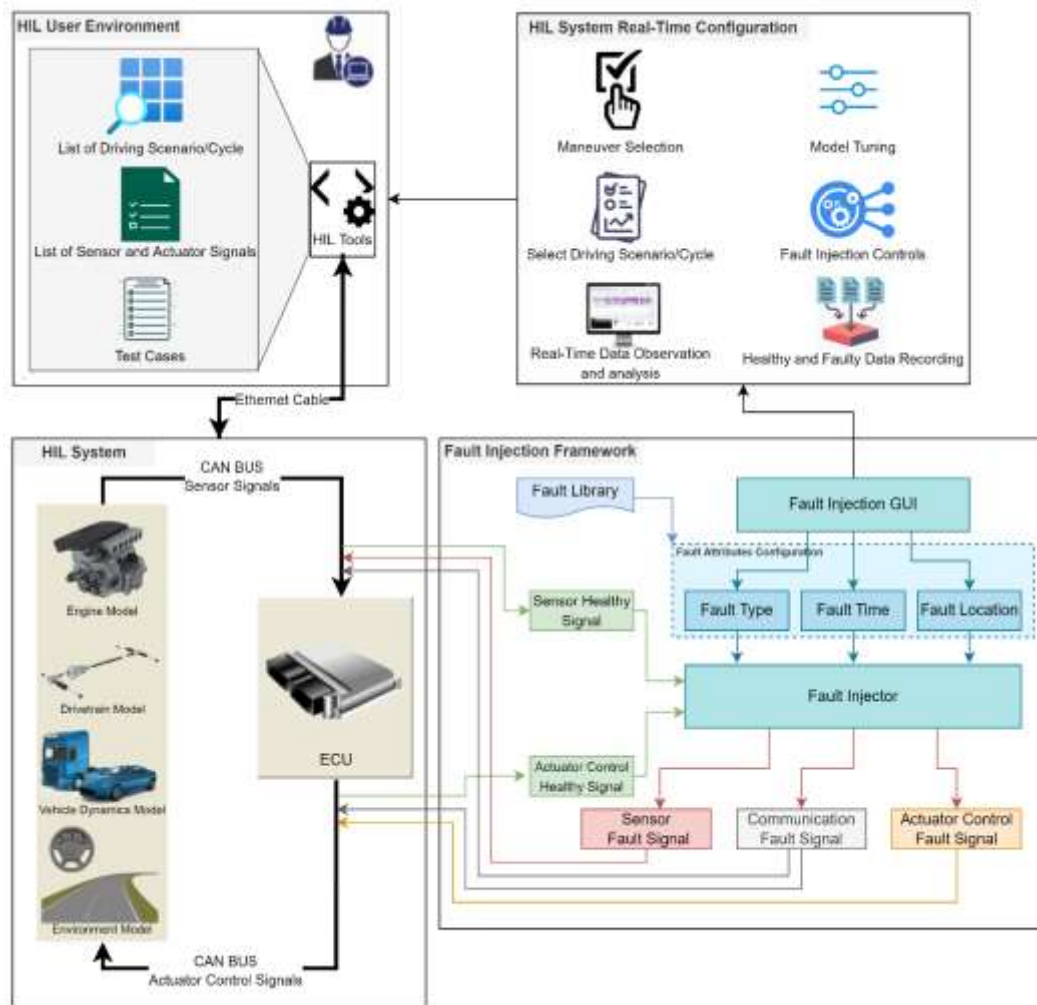 HIL User Environment
List of Driving Scenario/Cycle
List of Sensor and Actuator Signals
Test Cases
HIL Tools
HIL System Real-Time Configuration
Maneuver Selection
Model Tuning
Select Driving Scenario/Cycle
Fault Injection Controls
Real-Time Data Observation
and analysis
Healthy and Faulty Data Recording
Ethernet Cable
HIL System
CAN BUS
Sensor Signals
Engine Model
Drivetrain Model
Vehicle Dynamics Model
Environment Model
ECU
CAN BUS
Actuator Control Signals
Fault Injection Framework
Fault Library
Fault Injection GUI
Fault Attributes Configuration
Fault Type
Fault Time
Fault Location
Sensor Healthy
Signal
Fault Injector
Actuator Control
Healthy Signal
Sensor
Fault Signal
Communication
Fault Signal
Actuator Control
Fault Signal